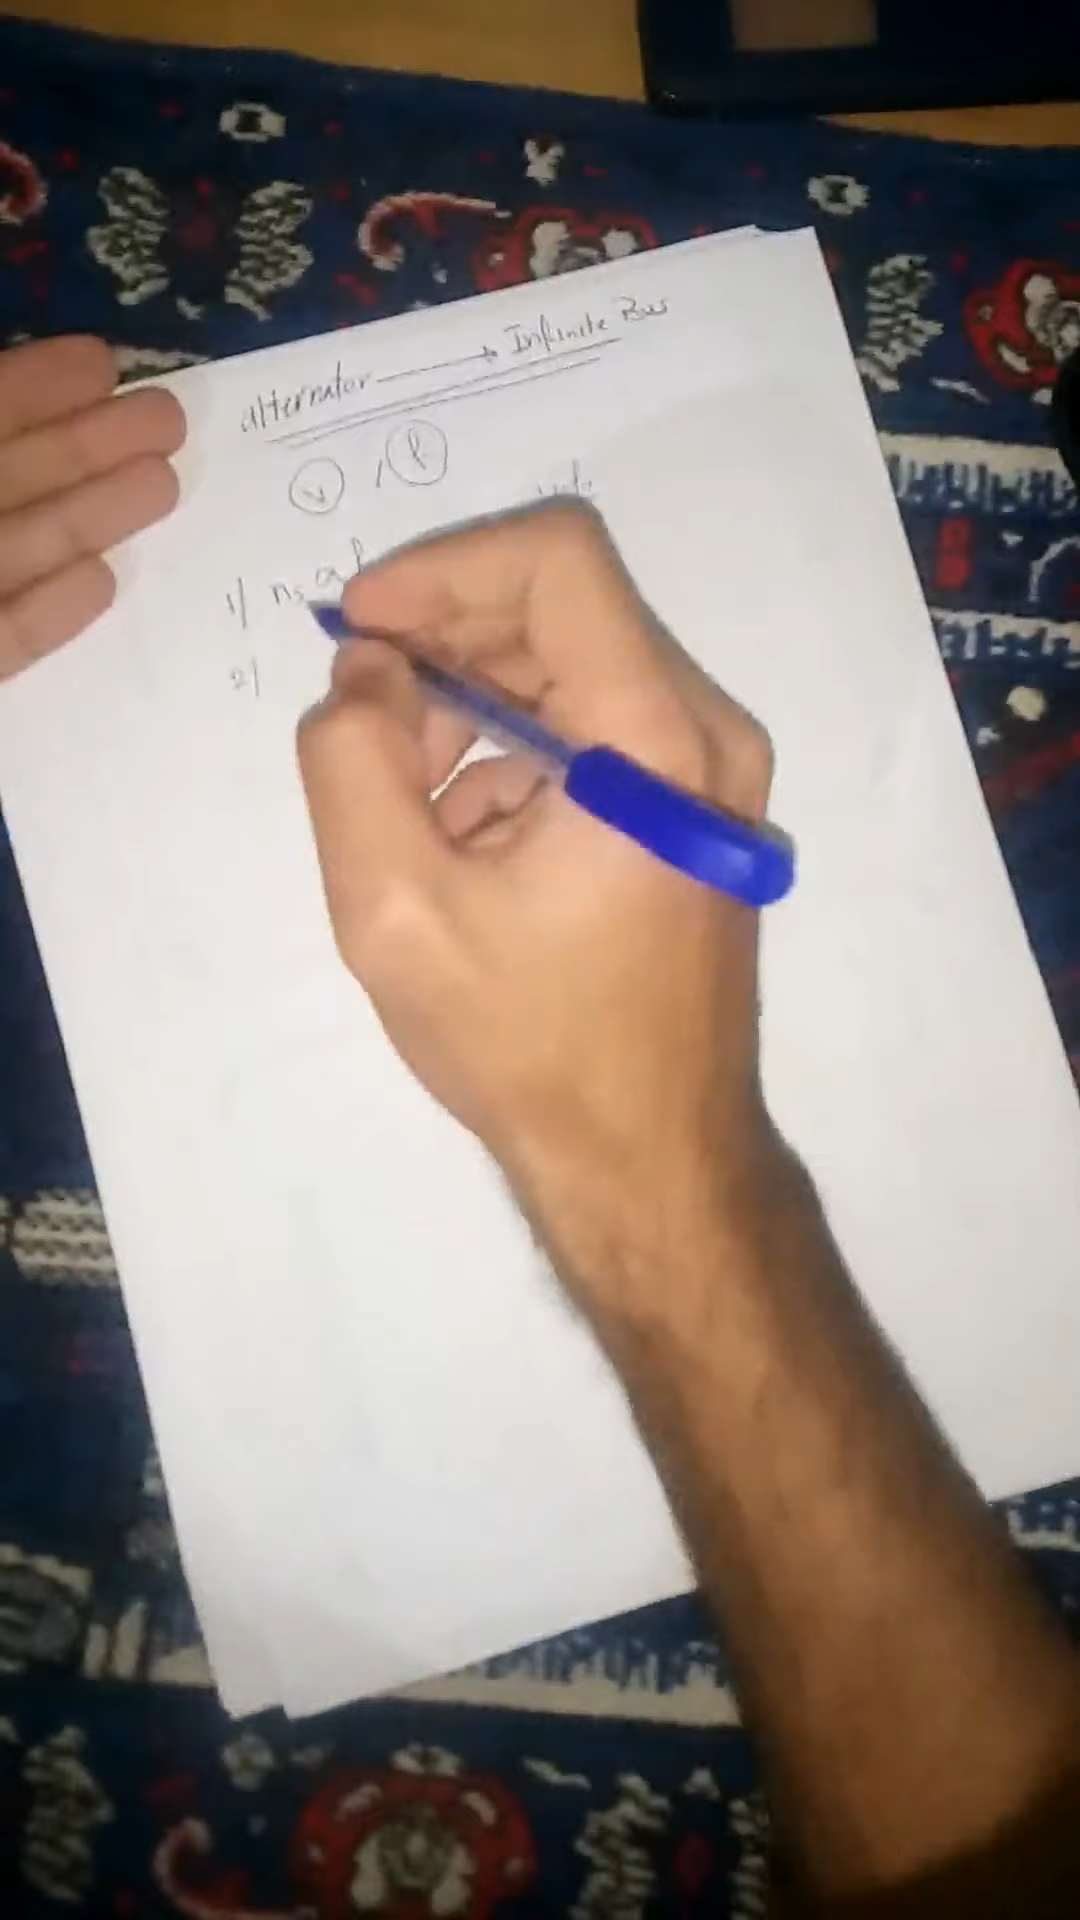 alternator → Infinite Bus
v , f
1) ns α f
2)